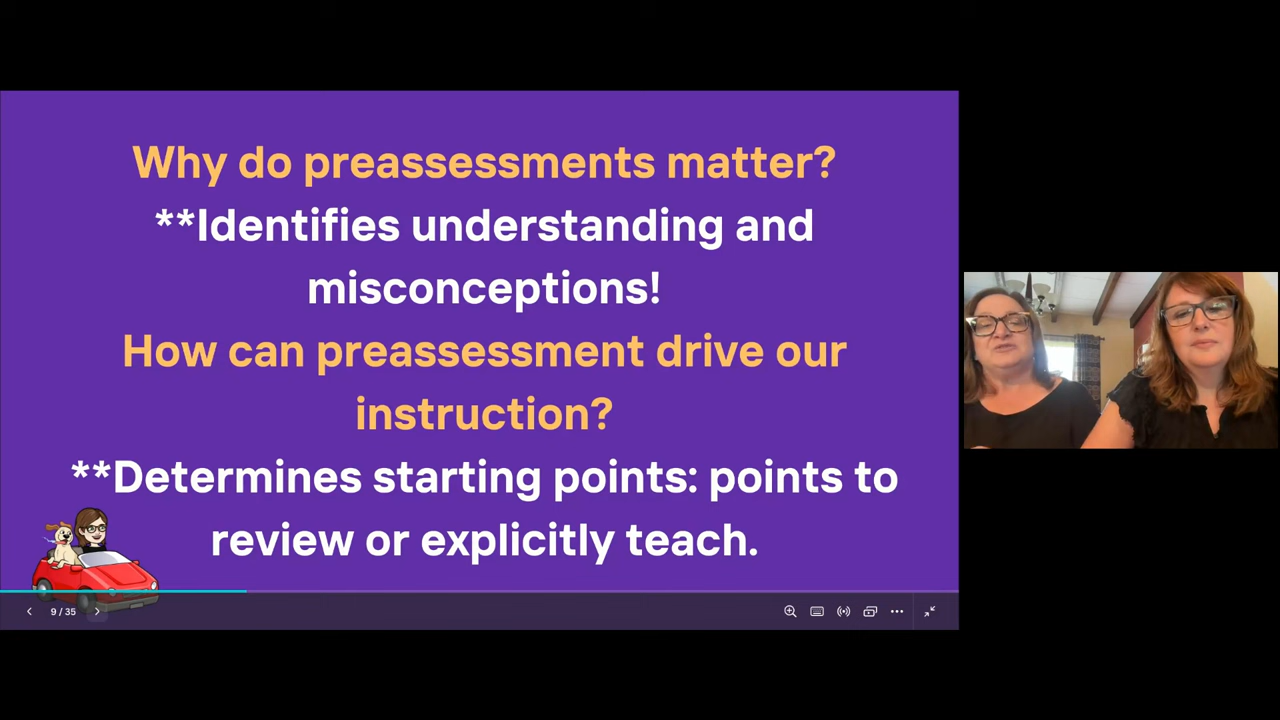 Why do preassessments matter?
**Identifies understanding and
misconceptions!
How can preassessment drive our
instruction?
**Determines starting points: points to
review or explicitly teach.
9 / 35